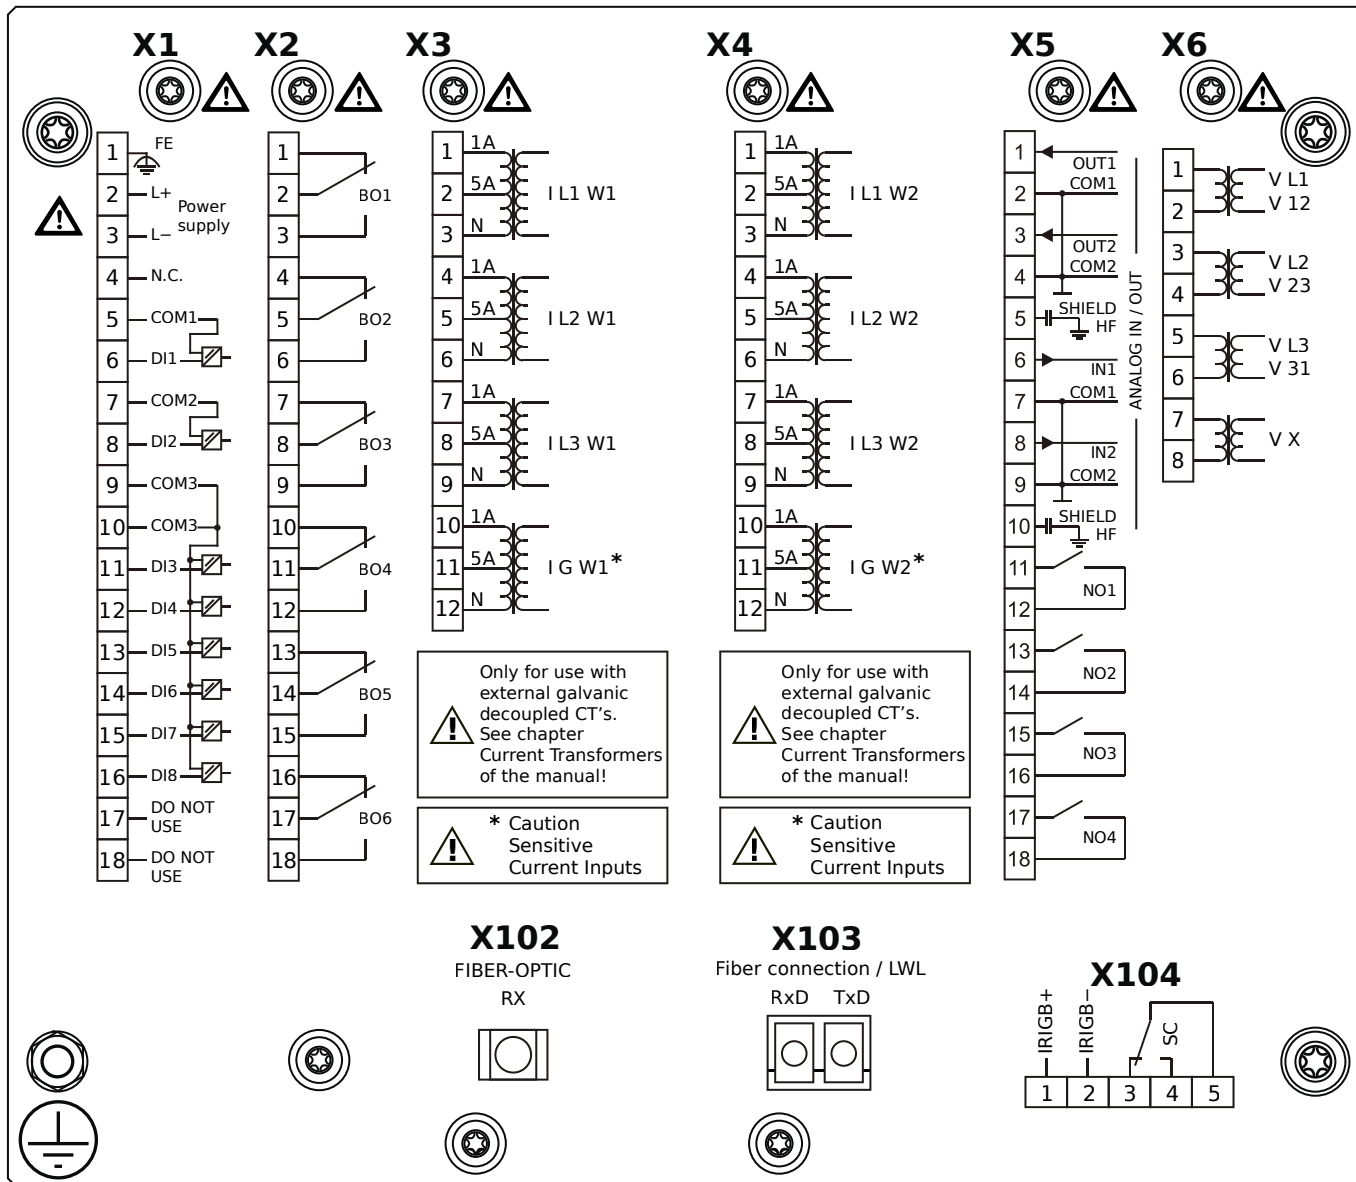 X1
X2
X3
X4
X5
X6
1 FE
2 L+ Power
supply
3 L−
4 N.C.
5 COM1
6 DI1
7 COM2
8 DI2
9 COM3
10 COM3
11 DI3
12 DI4
13 DI5
14 DI6
15 DI7
16 DI8
17 DO NOT
USE
18 DO NOT
USE
1
2 BO1
3
4
5 BO2
6
7
8 BO3
9
10
11 BO4
12
13
14 BO5
15
16
17 BO6
18
1 1A
2 5A I L1 W1
3 N
4 1A
5 5A I L2 W1
6 N
7 1A
8 5A I L3 W1
9 N
10 1A
11 5A I G W1*
12 N
Only for use with
external galvanic
decoupled CT's.
See chapter
Current Transformers
of the manual!
* Caution
Sensitive
Current Inputs
1 1A
2 5A I L1 W2
3 N
4 1A
5 5A I L2 W2
6 N
7 1A
8 5A I L3 W2
9 N
10 1A
11 5A I G W2*
12 N
Only for use with
external galvanic
decoupled CT's.
See chapter
Current Transformers
of the manual!
* Caution
Sensitive
Current Inputs
1 OUT1
2 COM1
3 OUT2
4 COM2
5 SHIELD
HF
6 IN1
7 COM1
8 IN2
9 COM2
10 SHIELD
HF
ANALOG IN / OUT
11
NO1
12
13
NO2
14
15
NO3
16
17
NO4
18
1 V L1
2 V 12
3 V L2
4 V 23
5 V L3
6 V 31
7 V X
8
X102
FIBER-OPTIC
RX
X103
Fiber connection / LWL
RxD TxD
X104
IRIGB+
IRIGB−
SC
1 2 3 4 5